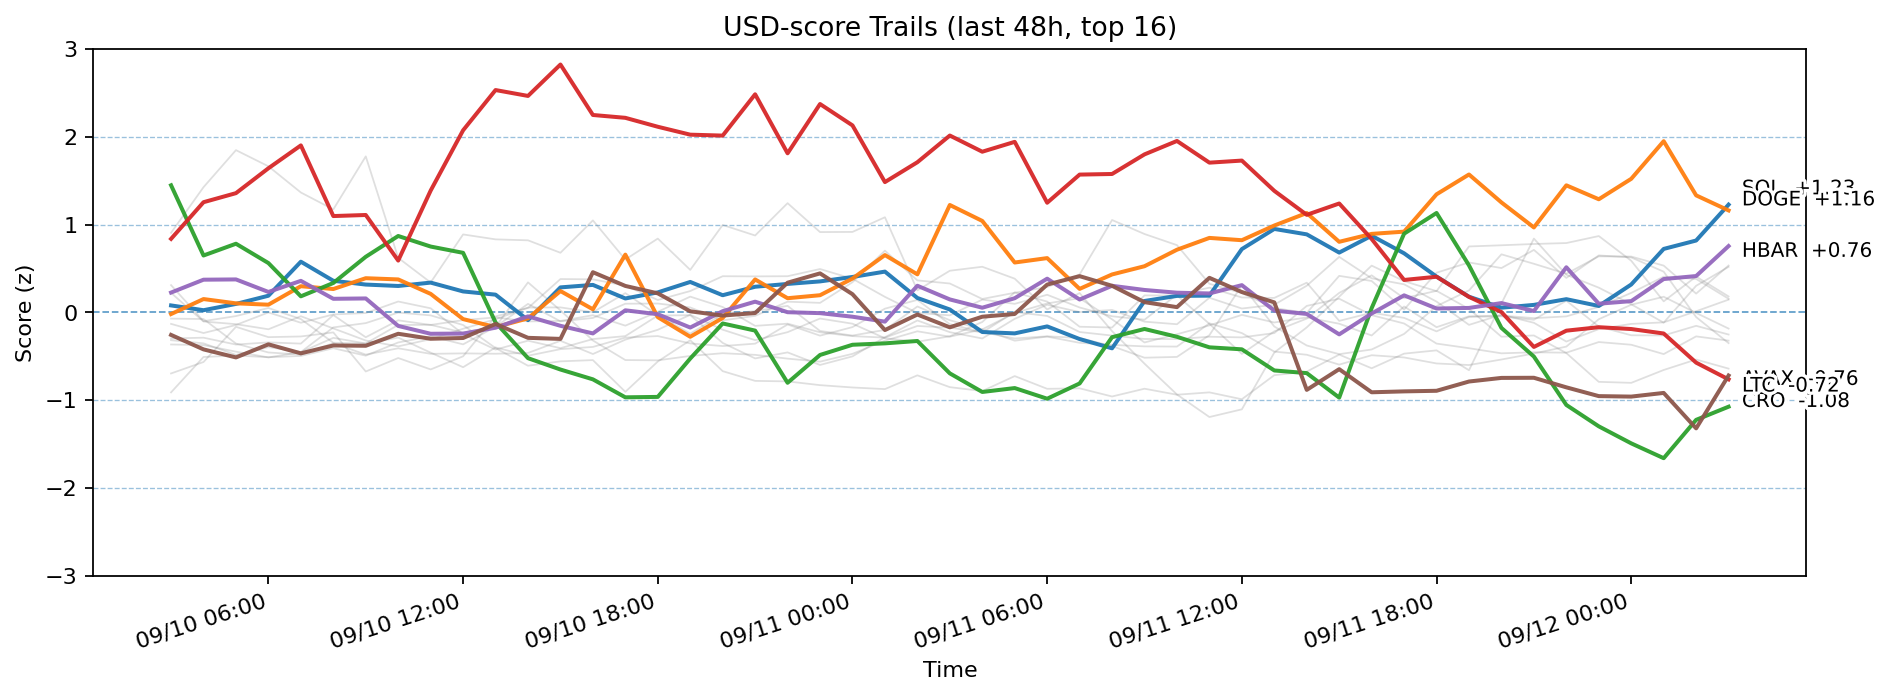 USD-score Trails (last 48h, top 16)
Score (z)
3
2
1
0
−1
−2
−3
SOL +1.23
DOGE +1.16
HBAR +0.76
AVAX -0.76
LTC -0.72
CRO -1.08
09/10 06:00
09/10 12:00
09/10 18:00
09/11 00:00
09/11 06:00
09/11 12:00
09/11 18:00
09/12 00:00
Time